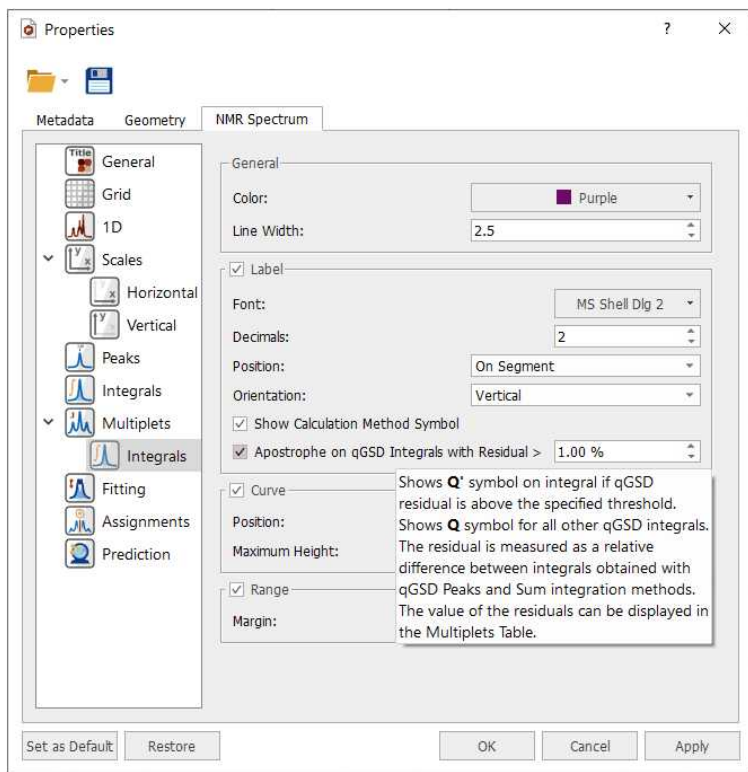 Properties
?
Metadata
Geometry
NMR Spectrum
Title
General
Grid
1D
Scales
Horizontal
Vertical
Peaks
Integrals
Multiplets
Integrals
Fitting
Assignments
Prediction
General
Color:
Purple
Line Width:
2.5
Label
Font:
MS Shell Dlg 2
Decimals:
2
Position:
On Segment
Orientation:
Vertical
Show Calculation Method Symbol
Apostrophe on qGSD Integrals with Residual >
1.00 %
Curve
Position:
Maximum Height:
Range
Margin:
Shows Q' symbol on integral if qGSD
residual is above the specified threshold.
Shows Q symbol for all other qGSD integrals.
The residual is measured as a relative
difference between integrals obtained with
qGSD Peaks and Sum integration methods.
The value of the residuals can be displayed in
the Multiplets Table.
Set as Default
Restore
OK
Cancel
Apply